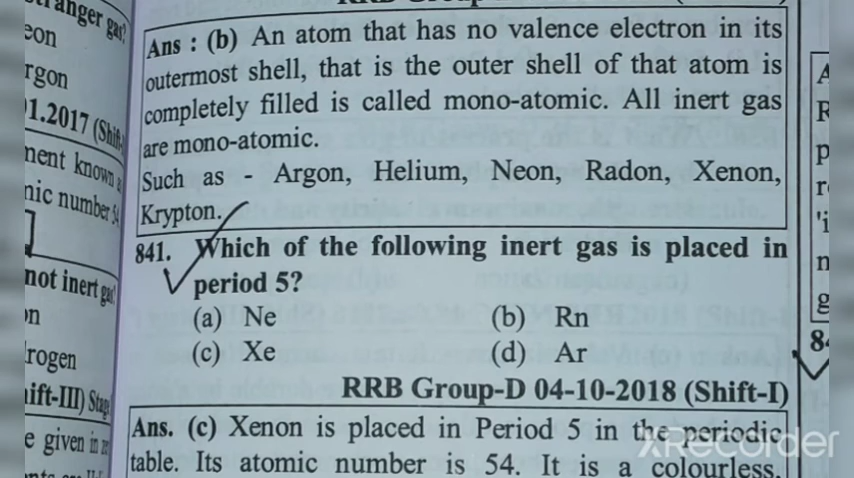 RRB Group-D
Ans : (b) An atom that has no valence electron in its
outermost shell, that is the outer shell of that atom is
completely filled is called mono-atomic. All inert gas
are mono-atomic.
Such as - Argon, Helium, Neon, Radon, Xenon,
Krypton.
841. Which of the following inert gas is placed in
period 5?
(a) Ne (b) Rn
(c) Xe (d) Ar
RRB Group-D 04-10-2018 (Shift-I)
Ans. (c) Xenon is placed in Period 5 in the periodic
table. Its atomic number is 54. It is a colourless,
XRecorder